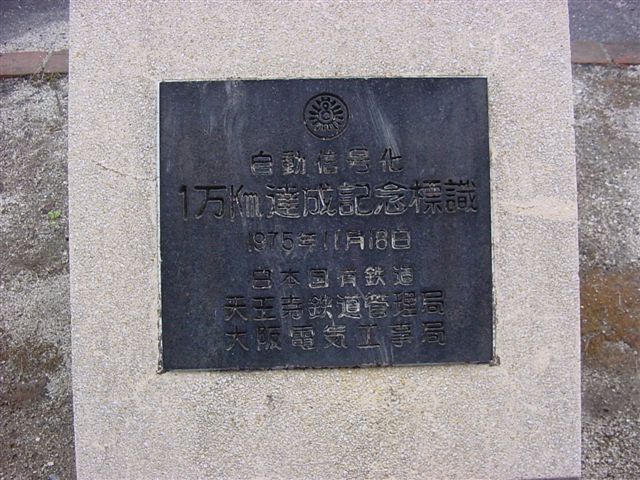 自動信号化
1万Km達成記念標識
1975年11月18日
日本国有鉄道
天王寺鉄道管理局
大阪電気工事局